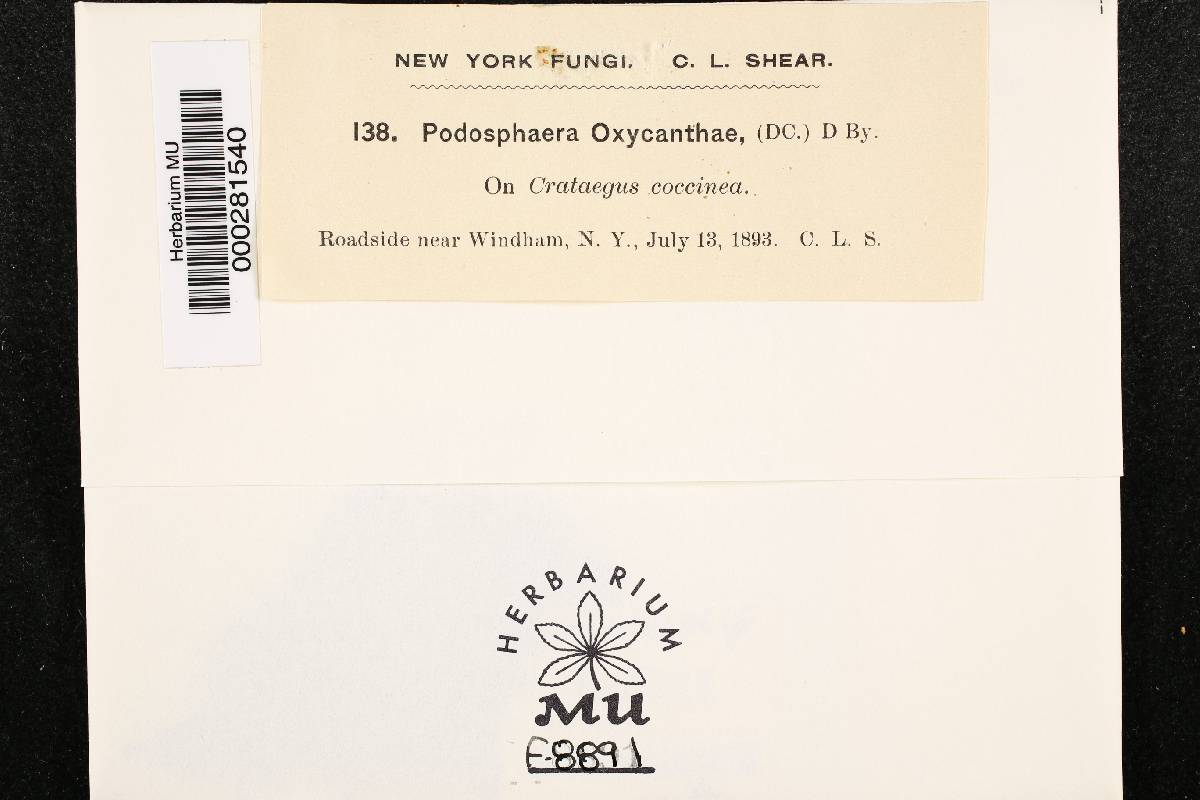 NEW YORK FUNGI. C. L. SHEAR.
138. Podosphaera Oxycanthae, (DC.) D By.
On Crataegus coccinea.
Roadside near Windham, N. Y., July 13, 1893. C. L. S.
Herbarium MU
000281540
HERBARIUM
MU
F-8891